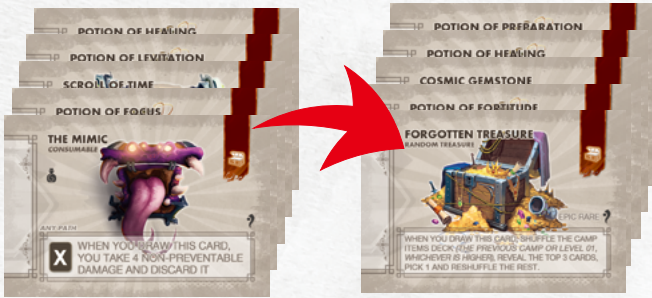 POTION OF HEALING
POTION OF LEVITATION
SCROLL OF TIME
POTION OF FOCUS
THE MIMIC
CONSUMABLE
ANY PATH
X
WHEN YOU DRAW THIS CARD,
YOU TAKE 4 NON-PREVENTABLE
DAMAGE AND DISCARD IT
POTION OF PREPARATION
POTION OF HEALING
COSMIC GEMSTONE
POTION OF FORTITUDE
FORGOTTEN TREASURE
RANDOM TREASURE
EPIC RARE
WHEN YOU DRAW THIS CARD, SHUFFLE THE CAMP
ITEMS DECK (THE PREVIOUS CAMP OR LEVEL 01,
WHICHEVER IS HIGHER), REVEAL THE TOP 3 CARDS,
PICK 1 AND RESHUFFLE THE REST.